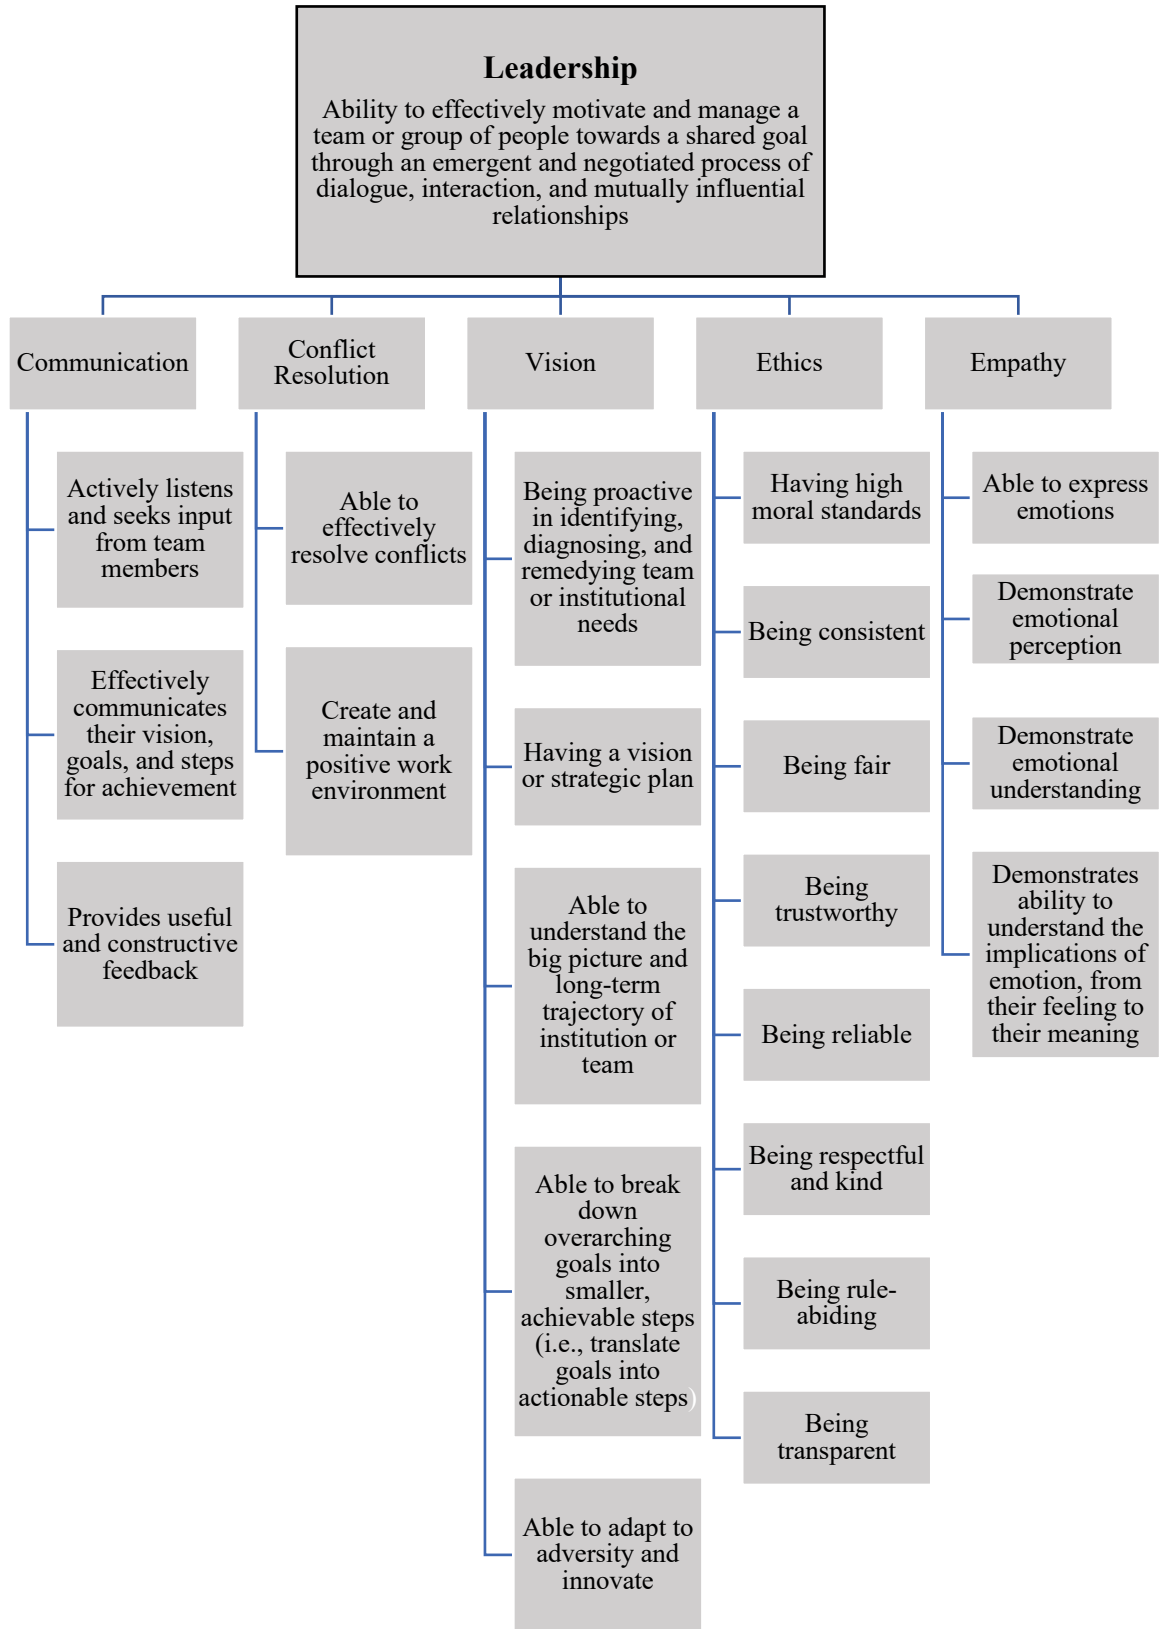 Leadership
Ability to effectively motivate and manage a
team or group of people towards a shared goal
through an emergent and negotiated process of
dialogue, interaction, and mutually influential
relationships
Communication
Actively listens
and seeks input
from team
members
Effectively
communicates
their vision,
goals, and steps
for achievement
Provides useful
and constructive
feedback
Conflict
Resolution
Able to
effectively
resolve conflicts
Create and
maintain a
positive work
environment
Vision
Being proactive
in identifying,
diagnosing, and
remedying team
or institutional
needs
Having a vision
or strategic plan
Able to
understand the
big picture and
long-term
trajectory of
institution or
team
Able to break
down
overarching
goals into
smaller,
achievable steps
(i.e., translate
goals into
actionable steps)
Able to adapt to
adversity and
innovate
Ethics
Having high
moral standards
Being consistent
Being fair
Being
trustworthy
Being reliable
Being respectful
and kind
Being rule-
abiding
Being
transparent
Empathy
Able to express
emotions
Demonstrate
emotional
perception
Demonstrate
emotional
understanding
Demonstrates
ability to
understand the
implications of
emotion, from
their feeling to
their meaning